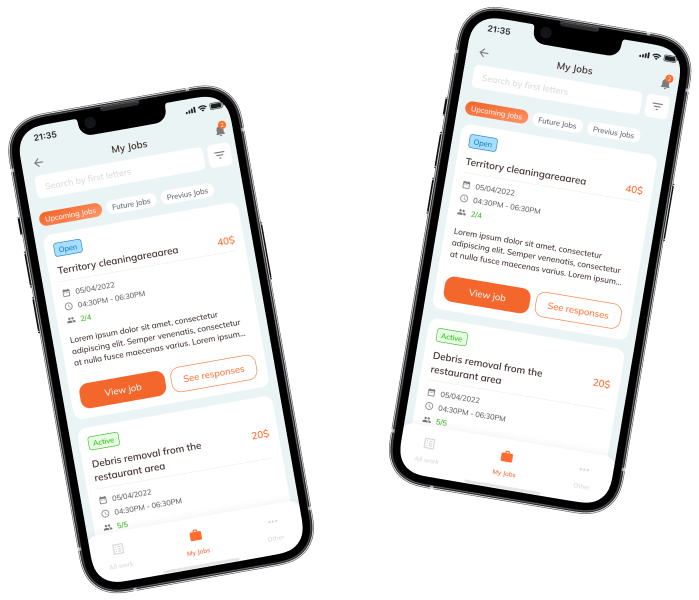 21:35
2
My Jobs
Search by first letters
Upcoming Jobs
Future Jobs
Previus Jobs
Open
Territory cleaningareaarea
40$
05/04/2022
04:30PM - 06:30PM
2/4
Lorem ipsum dolor sit amet, consectetur
adipiscing elit. Semper venenatis, consectetur
at nulla fusce maecenas varius. Lorem ipsum...
View job
See responses
Active
Debris removal from the
restaurant area
20$
05/04/2022
04:30PM - 06:30PM
5/5
All work
My Jobs
Other
21:35
2
My Jobs
Search by first letters
Upcoming Jobs
Future Jobs
Previus Jobs
Open
Territory cleaningareaarea
40$
05/04/2022
04:30PM - 06:30PM
2/4
Lorem ipsum dolor sit amet, consectetur
adipiscing elit. Semper venenatis, consectetur
at nulla fusce maecenas varius. Lorem ipsum...
View job
See responses
Active
Debris removal from the
restaurant area
20$
05/04/2022
04:30PM - 06:30PM
5/5
All work
My Jobs
Other